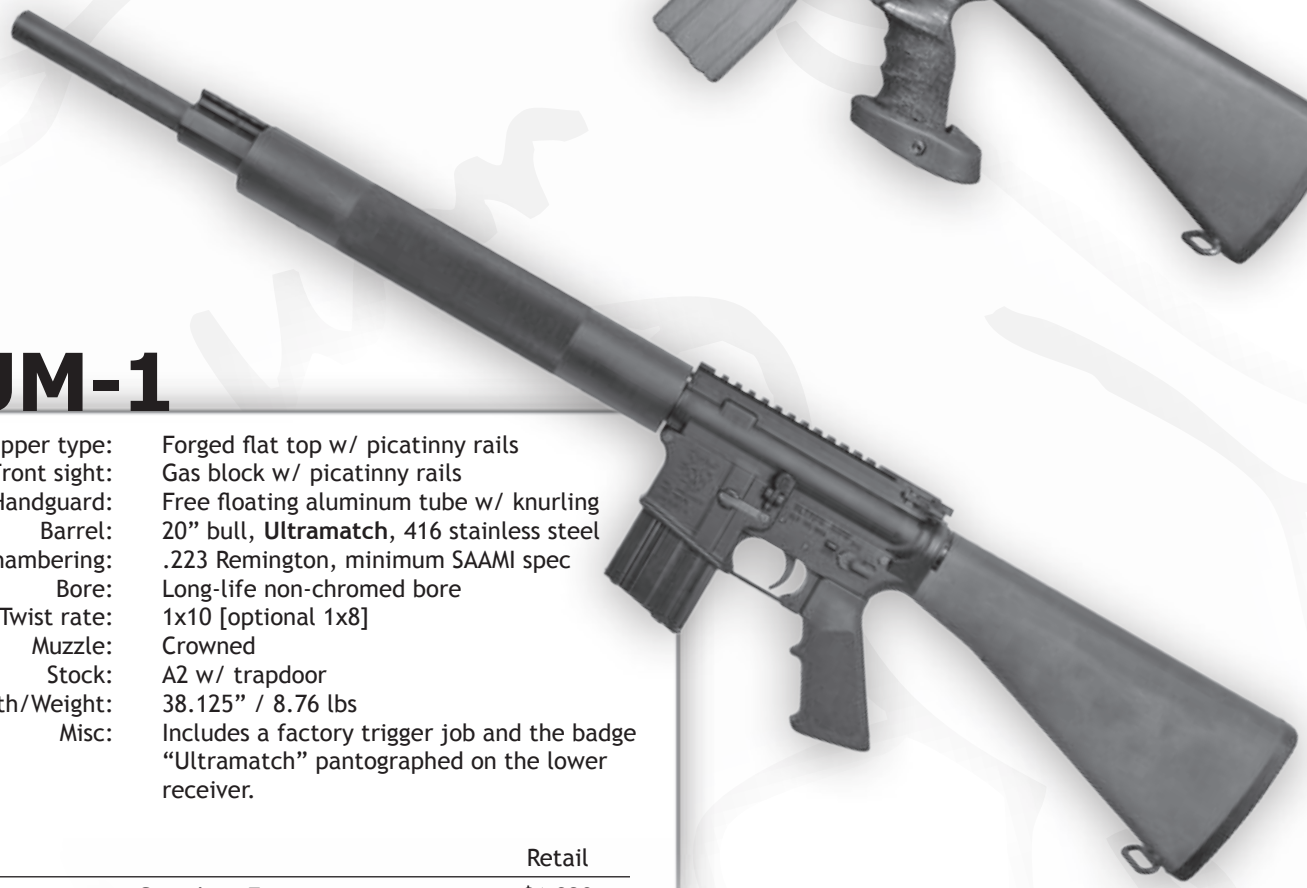 UM-1
pper type: Forged flat top w/ picatinny rails
ront sight: Gas block w/ picatinny rails
Handguard: Free floating aluminum tube w/ knurling
Barrel: 20” bull, Ultramatch, 416 stainless steel
hambering: .223 Remington, minimum SAAMI spec
Bore: Long-life non-chromed bore
Twist rate: 1x10 [optional 1x8]
Muzzle: Crowned
Stock: A2 w/ trapdoor
th/Weight: 38.125” / 8.76 lbs
Misc: Includes a factory trigger job and the badge
“Ultramatch” pantographed on the lower
receiver.
Retail